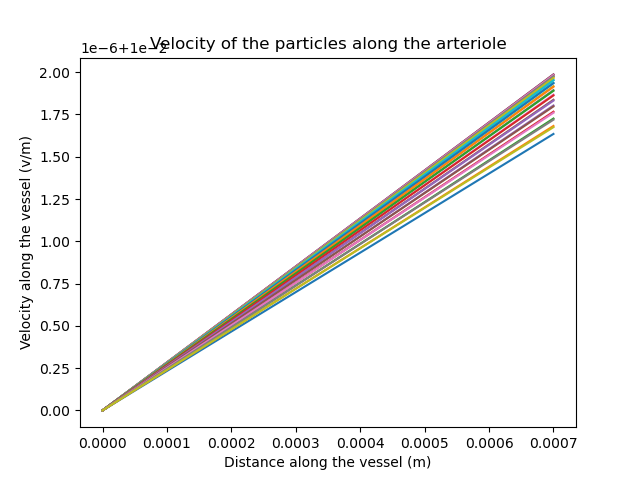 Velocity of the particles along the arteriole
1e−6+1e−2
2.00
1.75
1.50
1.25
1.00
0.75
0.50
0.25
0.00
Velocity along the vessel (v/m)
0.0000 0.0001 0.0002 0.0003 0.0004 0.0005 0.0006 0.0007
Distance along the vessel (m)